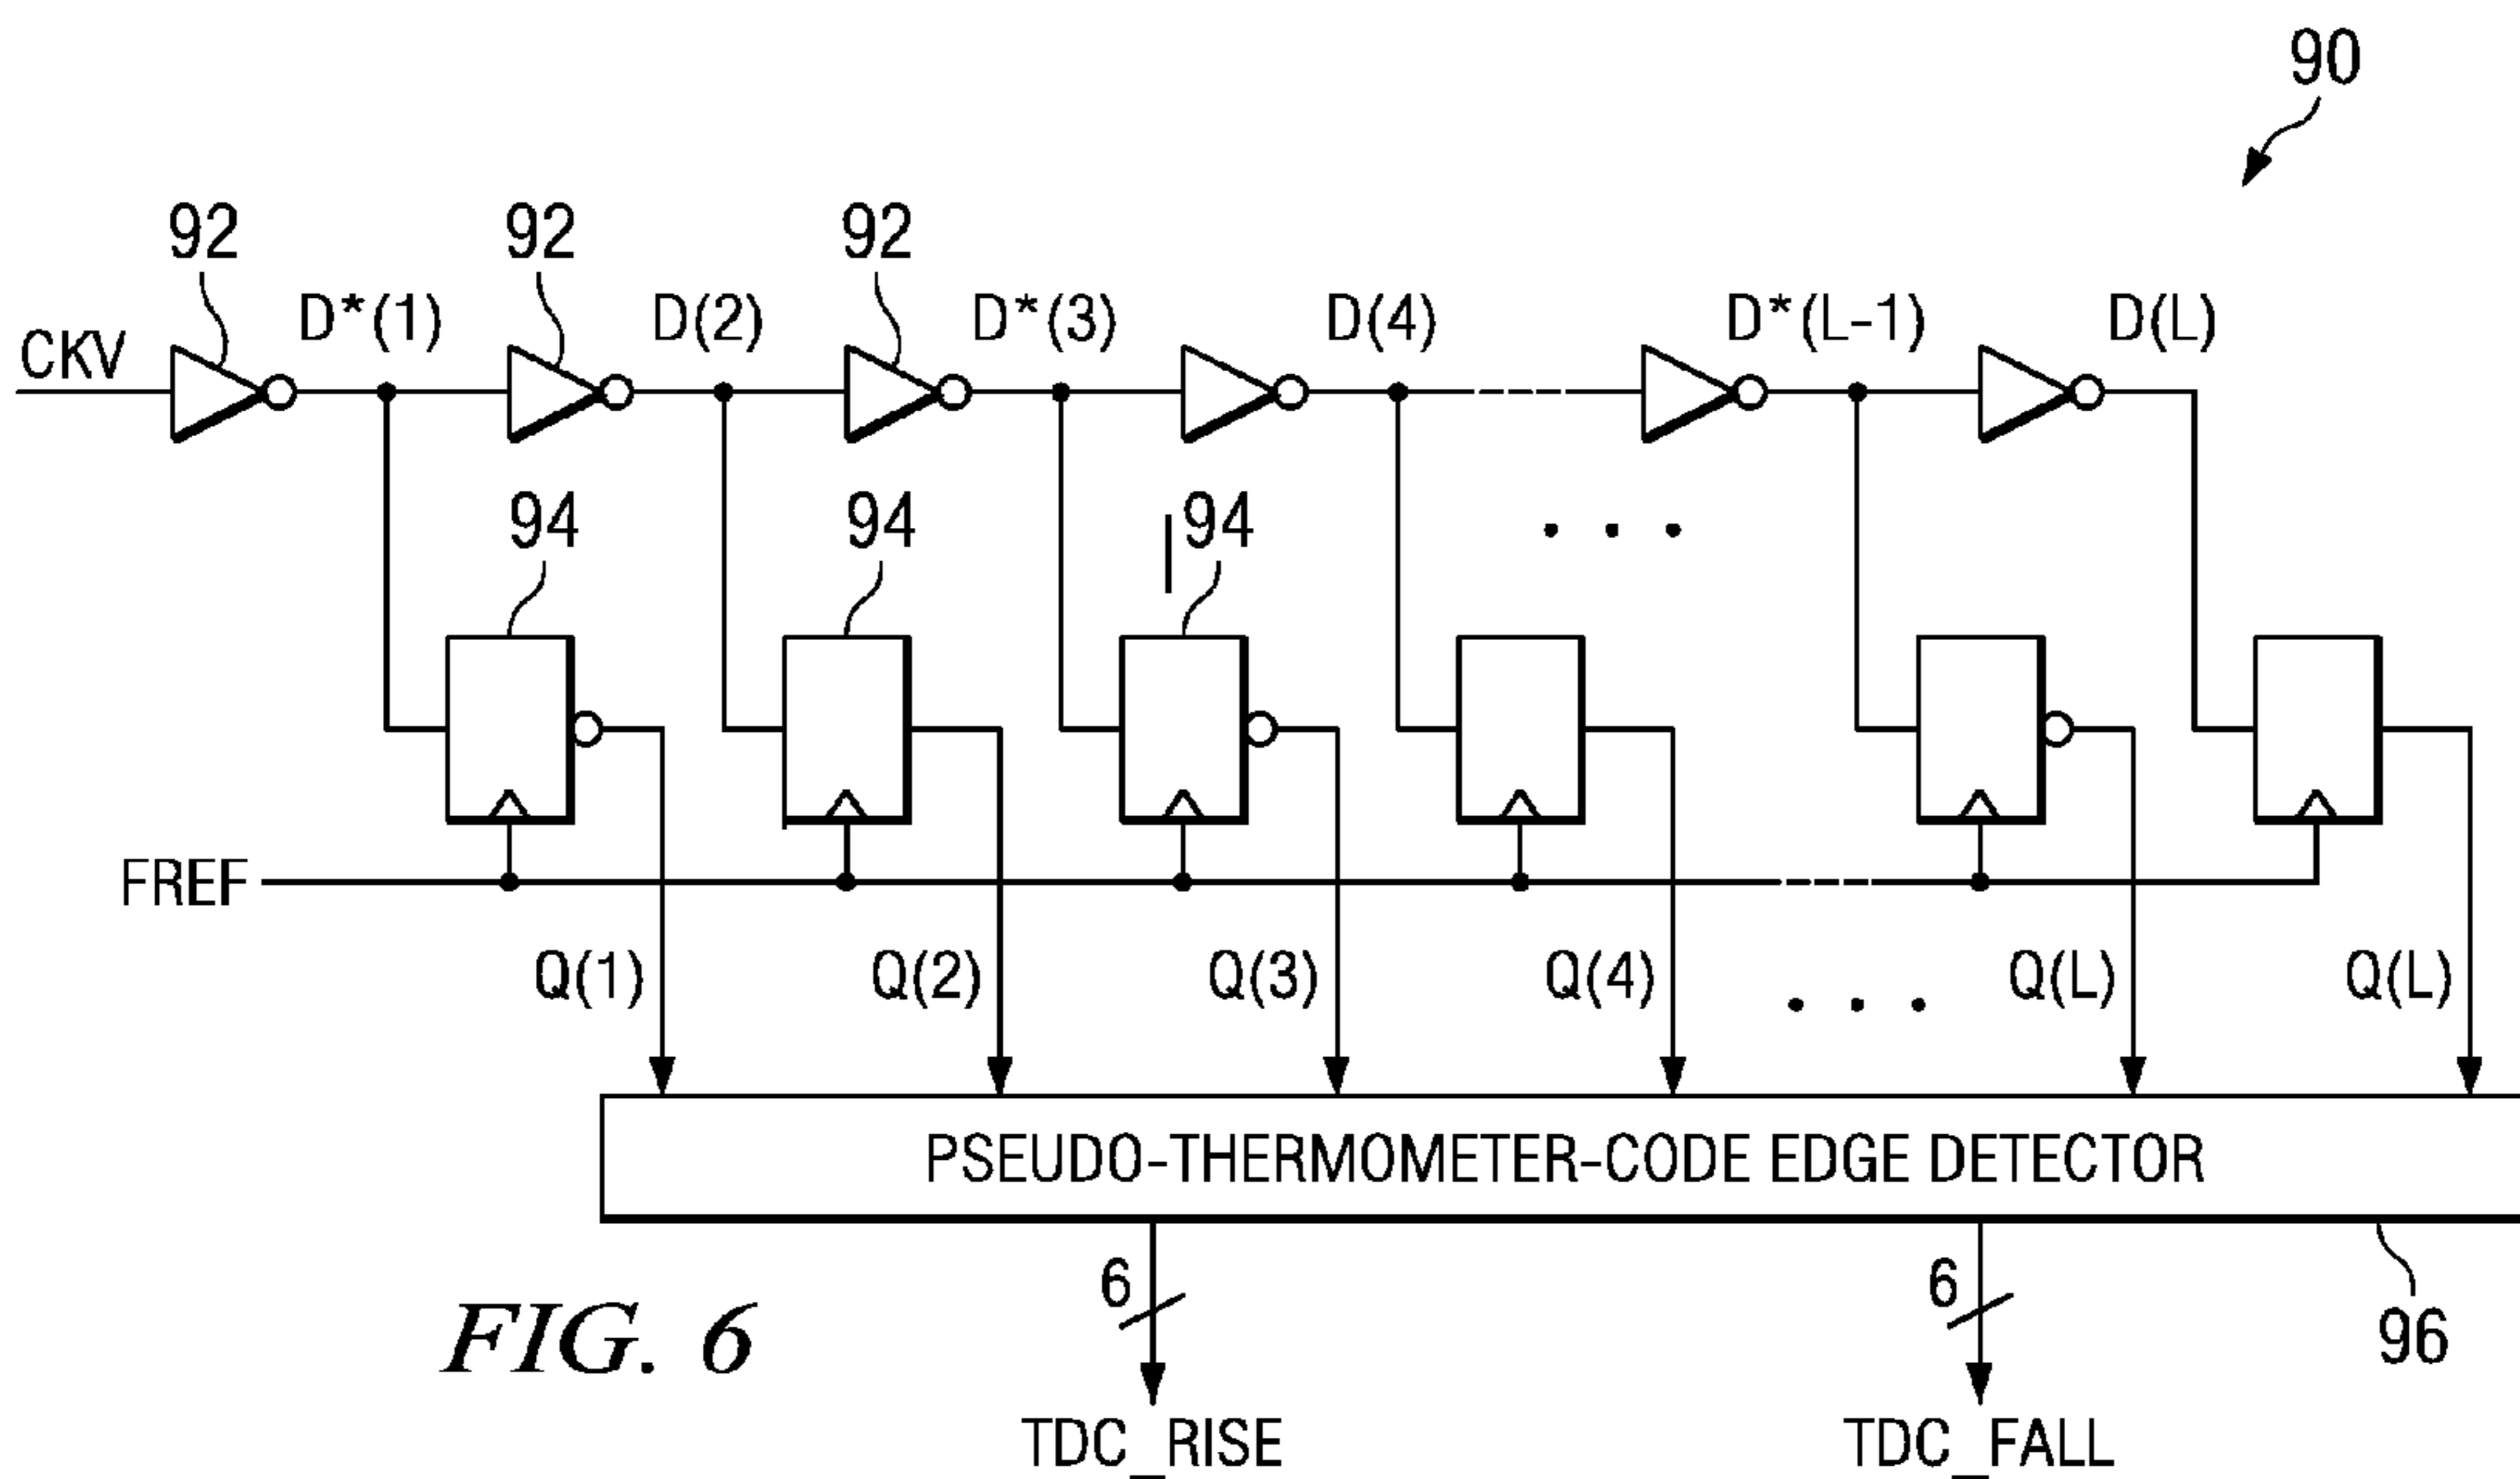 90
92 92 92
CKV D*(1) D(2) D*(3) D(4) D*(L-1) D(L)
94 94 94
FREF
Q(1) Q(2) Q(3) Q(4) Q(L) Q(L)
PSEUDO-THERMOMETER-CODE EDGE DETECTOR
6 6
96
FIG. 6
TDC_RISE TDC_FALL